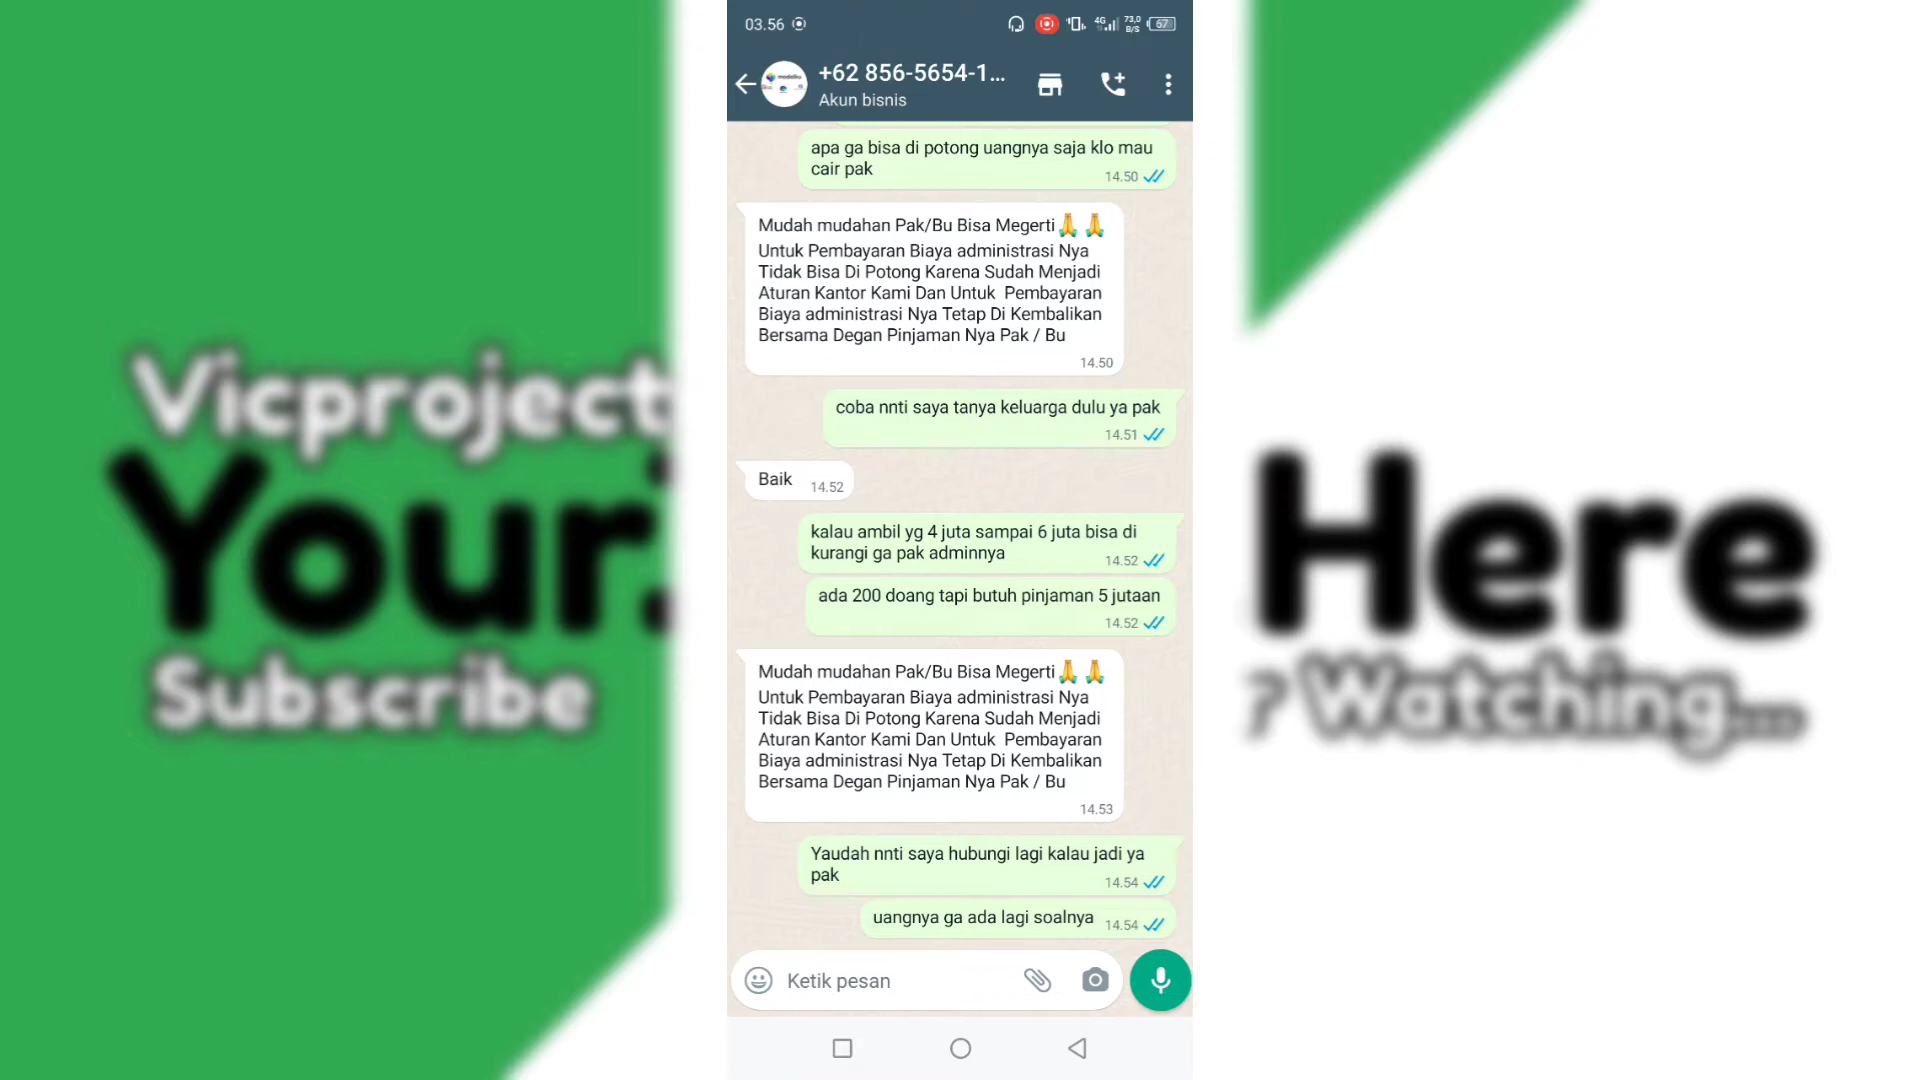 03.56
4G
73,0
B/S
67
+62 856-5654-1...
Akun bisnis
apa ga bisa di potong uangnya saja klo mau
cair pak
14.50
Mudah mudahan Pak/Bu Bisa Megerti🙏🙏
Untuk Pembayaran Biaya administrasi Nya
Tidak Bisa Di Potong Karena Sudah Menjadi
Aturan Kantor Kami Dan Untuk Pembayaran
Biaya administrasi Nya Tetap Di Kembalikan
Bersama Degan Pinjaman Nya Pak / Bu
14.50
coba nnti saya tanya keluarga dulu ya pak
14.51
Baik
14.52
kalau ambil yg 4 juta sampai 6 juta bisa di
kurangi ga pak adminnya
14.52
ada 200 doang tapi butuh pinjaman 5 jutaan
14.52
Mudah mudahan Pak/Bu Bisa Megerti🙏🙏
Untuk Pembayaran Biaya administrasi Nya
Tidak Bisa Di Potong Karena Sudah Menjadi
Aturan Kantor Kami Dan Untuk Pembayaran
Biaya administrasi Nya Tetap Di Kembalikan
Bersama Degan Pinjaman Nya Pak / Bu
14.53
Yaudah nnti saya hubungi lagi kalau jadi ya
pak
14.54
uangnya ga ada lagi soalnya
14.54
Ketik pesan
Vicproject
Your
Subscribe
Here
Watching...